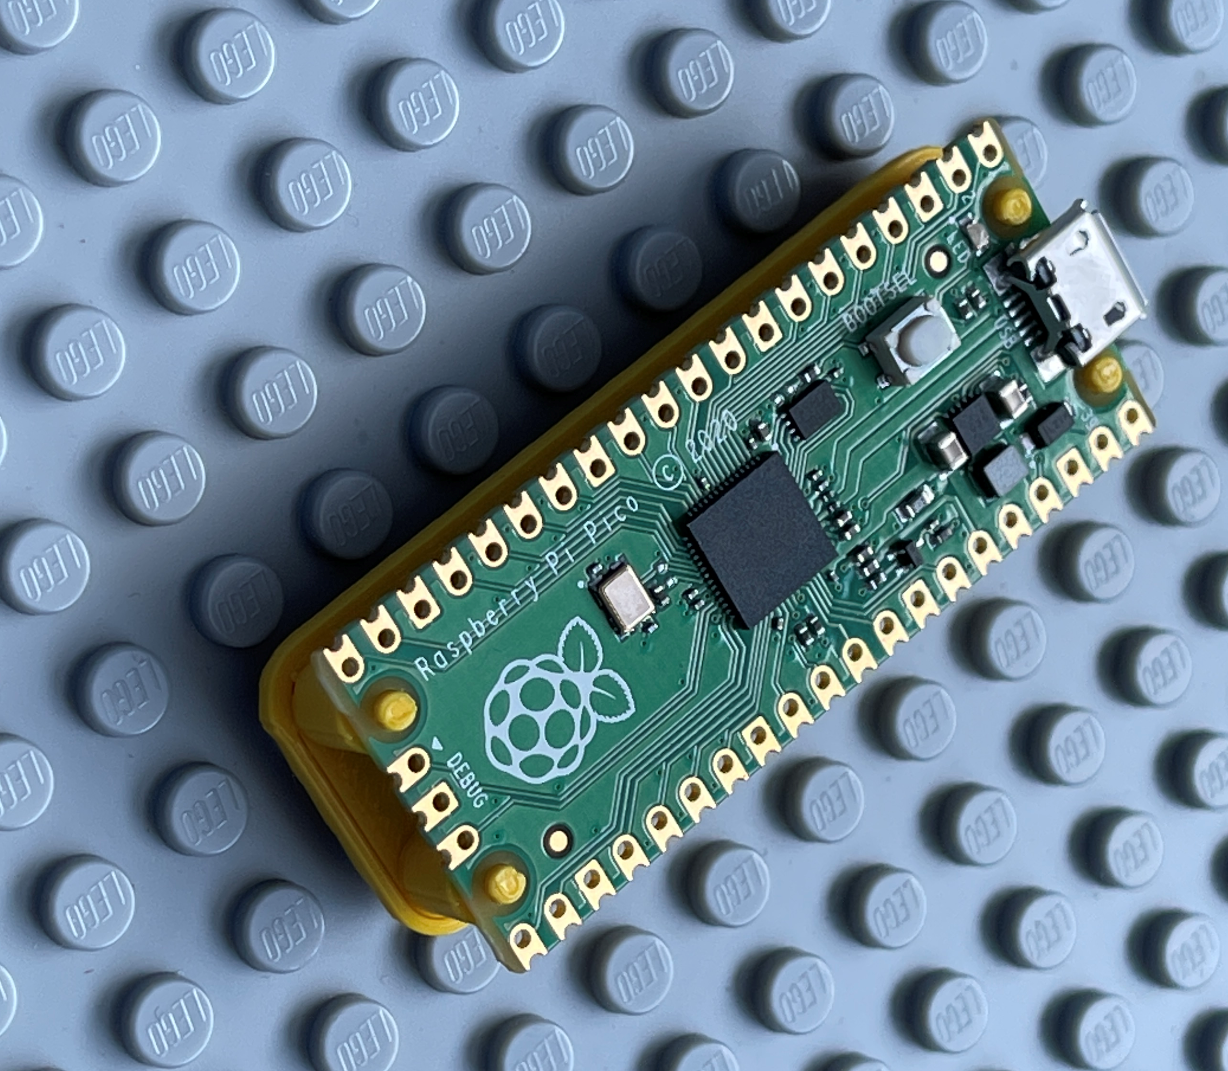 Raspberry Pi Pico © 2020
BOOTSEL
LED
USB
DEBUG
LEGO